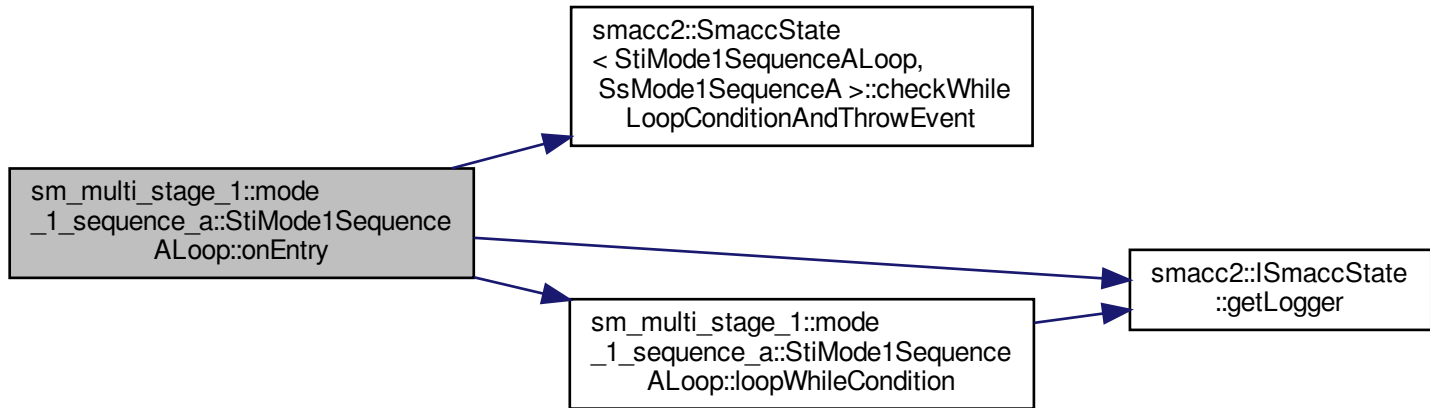 smacc2::SmaccState
< StiMode1SequenceALoop,
SsMode1SequenceA >::checkWhile
LoopConditionAndThrowEvent
sm_multi_stage_1::mode
_1_sequence_a::StiMode1Sequence
ALoop::onEntry
smacc2::ISmaccState
::getLogger
sm_multi_stage_1::mode
_1_sequence_a::StiMode1Sequence
ALoop::loopWhileCondition